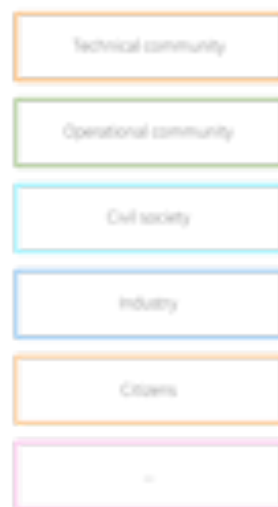 Technical community
Operational community
Civil society
Industry
Citizens
...